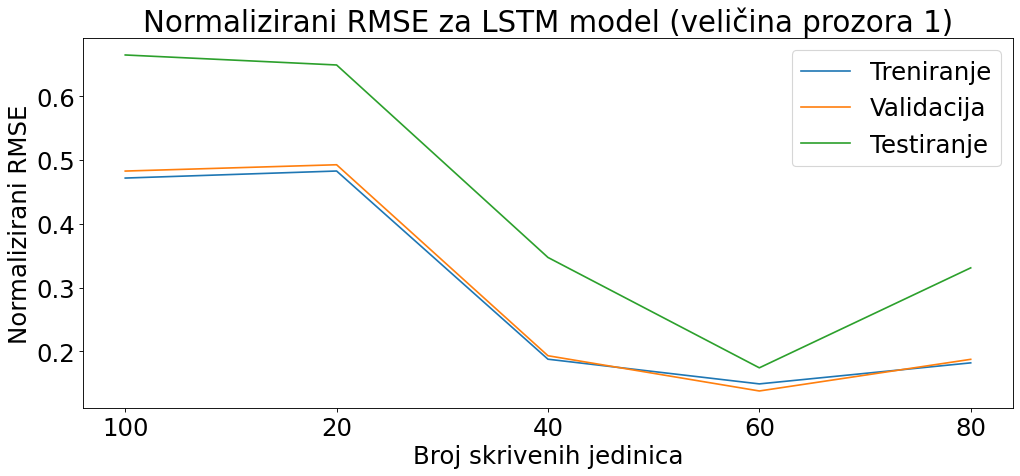 Normalizirani RMSE za LSTM model (veličina prozora 1)
Treniranje
Validacija
Testiranje
Normalizirani RMSE
0.6
0.5
0.4
0.3
0.2
100 20 40 60 80
Broj skrivenih jedinica